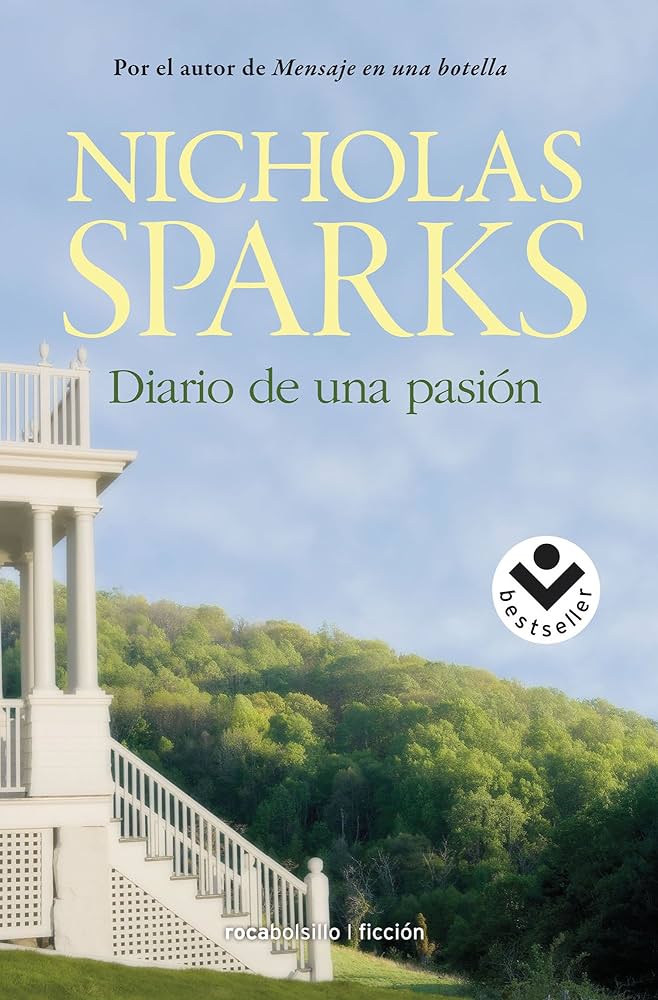 Por el autor de Mensaje en una botella
NICHOLAS
SPARKS
Diario de una pasión
bestseller
rocabolsillo | ficción